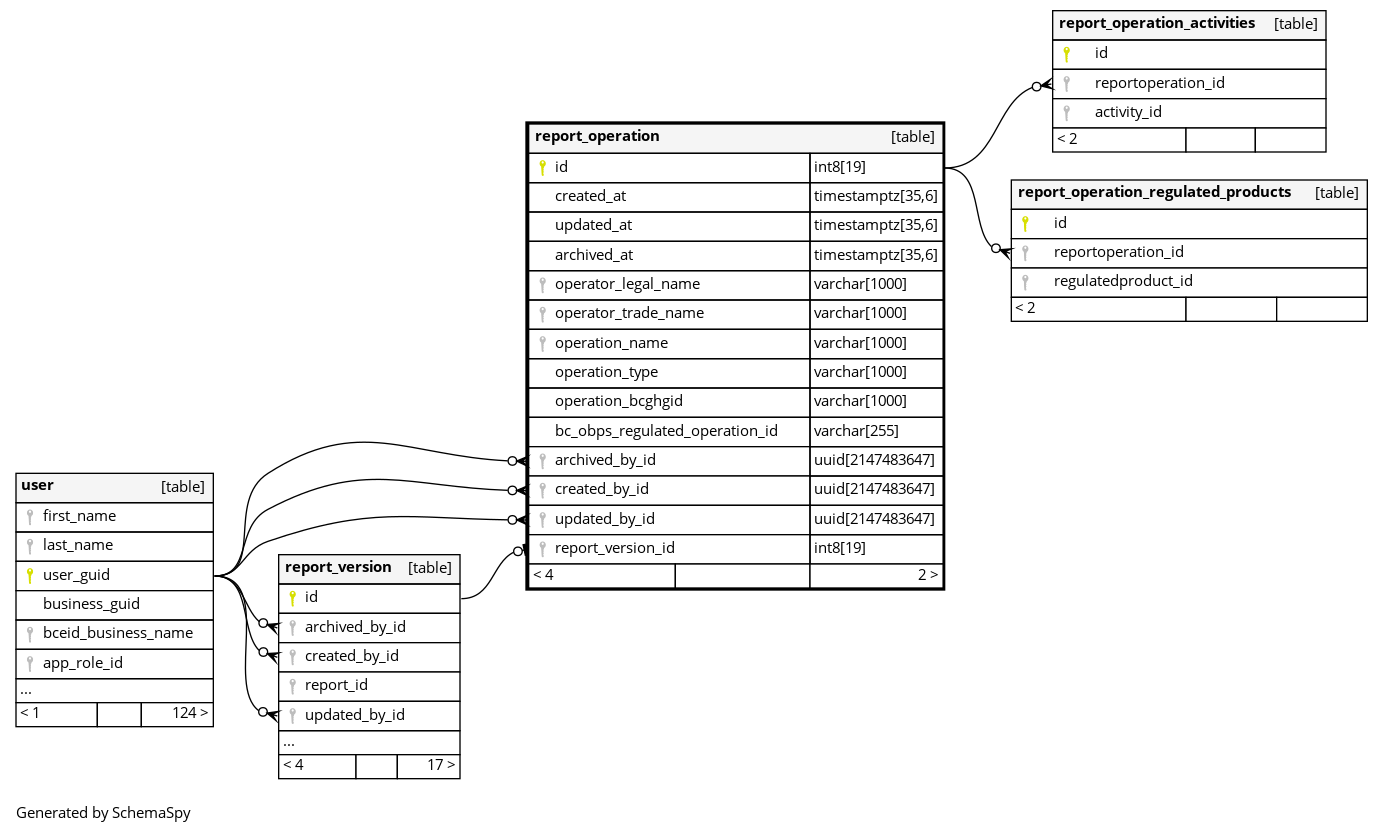 report_operation_activities [table]
id
reportoperation_id
activity_id
< 2
report_operation [table]
id int8[19]
created_at timestamptz[35,6]
updated_at timestamptz[35,6]
archived_at timestamptz[35,6]
operator_legal_name varchar[1000]
operator_trade_name varchar[1000]
operation_name varchar[1000]
operation_type varchar[1000]
operation_bcghgid varchar[1000]
bc_obps_regulated_operation_id varchar[255]
archived_by_id uuid[2147483647]
created_by_id uuid[2147483647]
updated_by_id uuid[2147483647]
report_version_id int8[19]
< 4 2 >
report_operation_regulated_products [table]
id
reportoperation_id
regulatedproduct_id
< 2
user [table]
first_name
last_name
user_guid
business_guid
bceid_business_name
app_role_id
...
< 1 124 >
report_version [table]
id
archived_by_id
created_by_id
report_id
updated_by_id
...
< 4 17 >
Generated by SchemaSpy